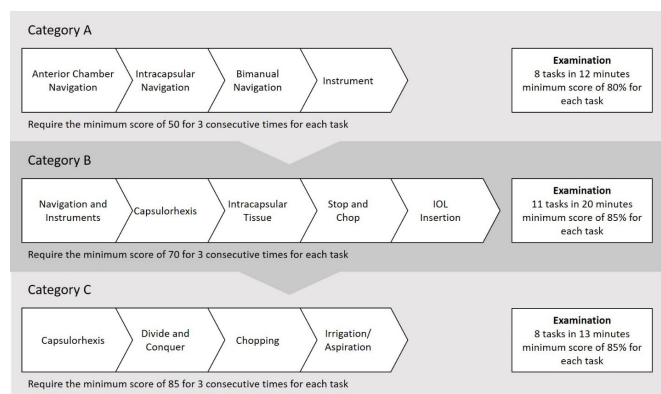 Category A
Anterior Chamber
Navigation
Intracapsular
Navigation
Bimanual
Navigation
Instrument
Examination
8 tasks in 12 minutes
minimum score of 80% for
each task
Require the minimum score of 50 for 3 consecutive times for each task
Category B
Navigation and
Instruments
Capsulorhexis
Intracapsular
Tissue
Stop and
Chop
IOL
Insertion
Examination
11 tasks in 20 minutes
minimum score of 85% for
each task
Require the minimum score of 70 for 3 consecutive times for each task
Category C
Capsulorhexis
Divide and
Conquer
Chopping
Irrigation/
Aspiration
Examination
8 tasks in 13 minutes
minimum score of 85% for
each task
Require the minimum score of 85 for 3 consecutive times for each task